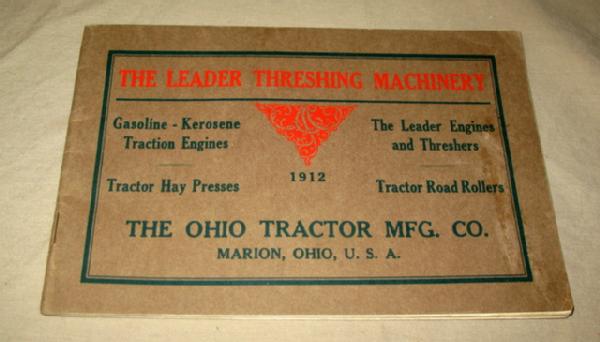 THE LEADER THRESHING MACHINERY
Gasoline - Kerosene
Traction Engines
Tractor Hay Presses
The Leader Engines
and Threshers
Tractor Road Rollers
1912
THE OHIO TRACTOR MFG. CO.
MARION, OHIO, U. S. A.